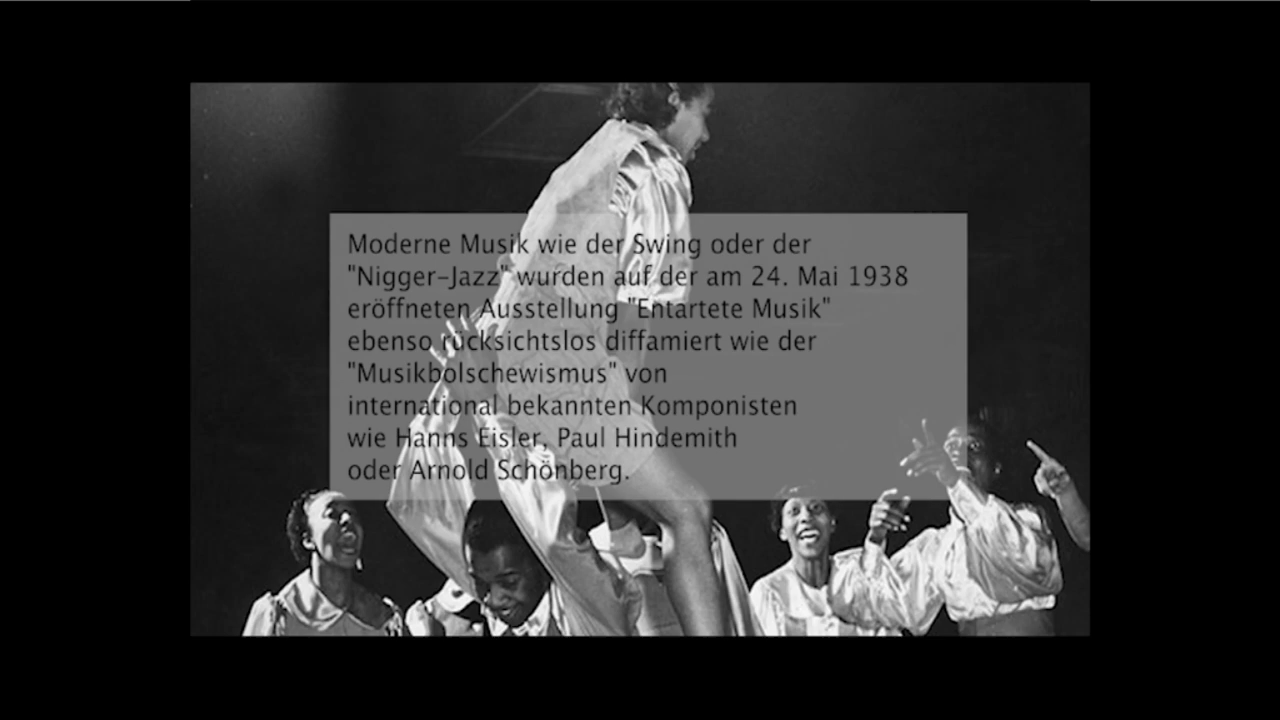 Moderne Musik wie der Swing oder der
"Nigger-Jazz" wurden auf der am 24. Mai 1938
eröffneten Ausstellung "Entartete Musik"
ebenso rücksichtslos diffamiert wie der
"Musikbolschewismus" von
international bekannten Komponisten
wie Hanns Eisler, Paul Hindemith
oder Arnold Schönberg.